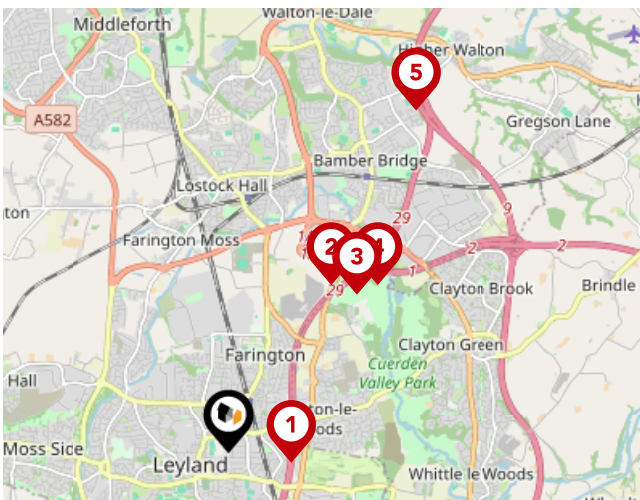 Walton-le-Dale
Middleforth
Higher Walton
5
A582
Gregson Lane
Bamber Bridge
Lostock Hall
29
9
Farington Moss
2
3
4
1
2
2
29
Clayton Brook
Brindle
Clayton Green
Farington
Cuerden
Valley Park
Hall
1
Moss Side
Leyland
Whittle le Woods